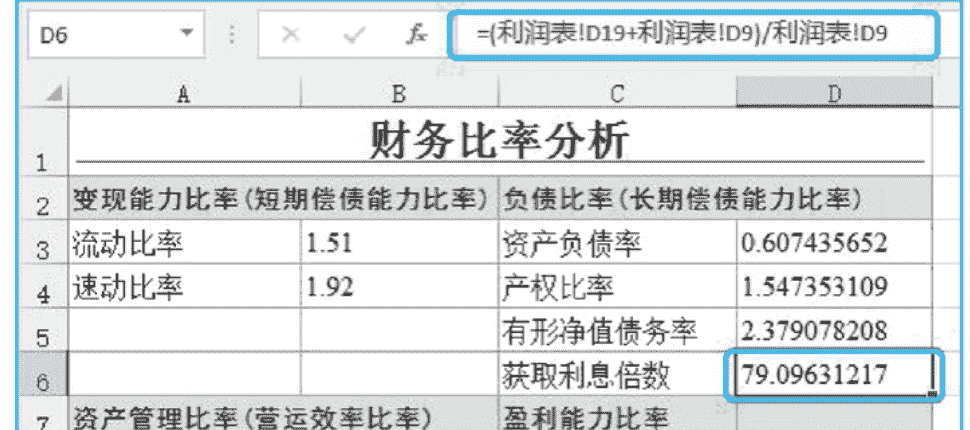 D6 fx =(利润表!D19+利润表!D9)/利润表!D9
A B C D
1 财务比率分析
2 变现能力比率(短期偿债能力比率) 负债比率(长期偿债能力比率)
3 流动比率 1.51 资产负债率 0.607435652
4 速动比率 1.92 产权比率 1.547353109
5 有形净值债务率 2.379078208
6 获取利息倍数 79.09631217
7 资产管理比率(营运效率比率) 盈利能力比率